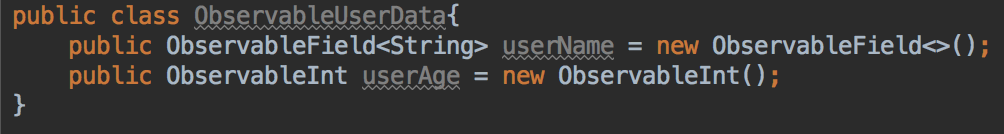 public class ObservableUserData{
    public ObservableField<String> userName = new ObservableField<>();
    public ObservableInt userAge = new ObservableInt();
}